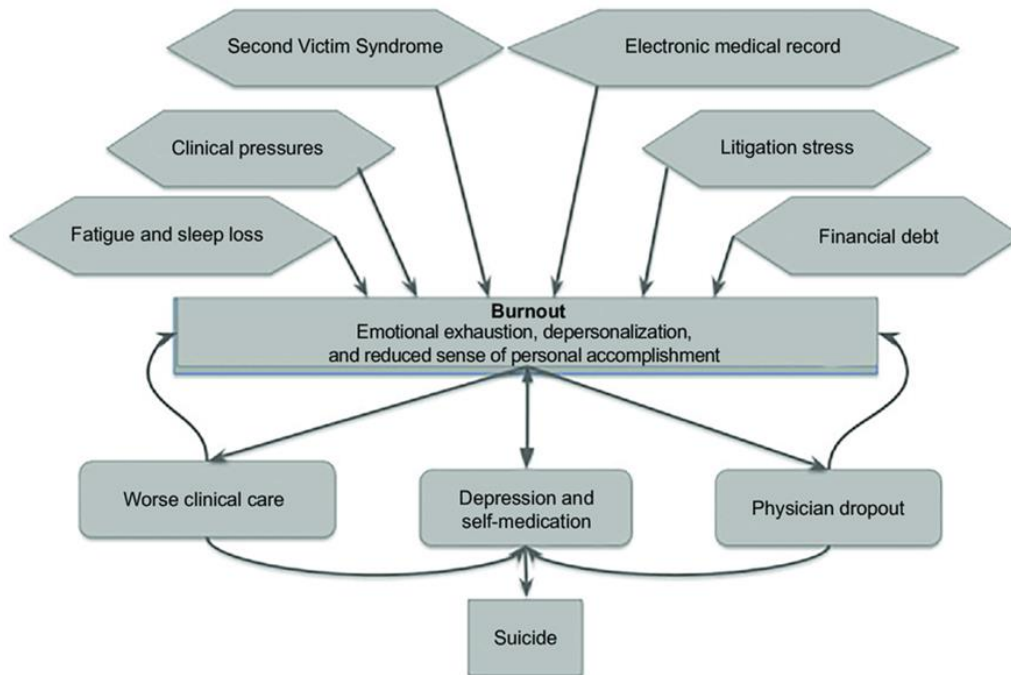 Second Victim Syndrome
Electronic medical record
Clinical pressures
Litigation stress
Fatigue and sleep loss
Financial debt
Burnout
Emotional exhaustion, depersonalization,
and reduced sense of personal accomplishment
Worse clinical care
Depression and
self-medication
Physician dropout
Suicide